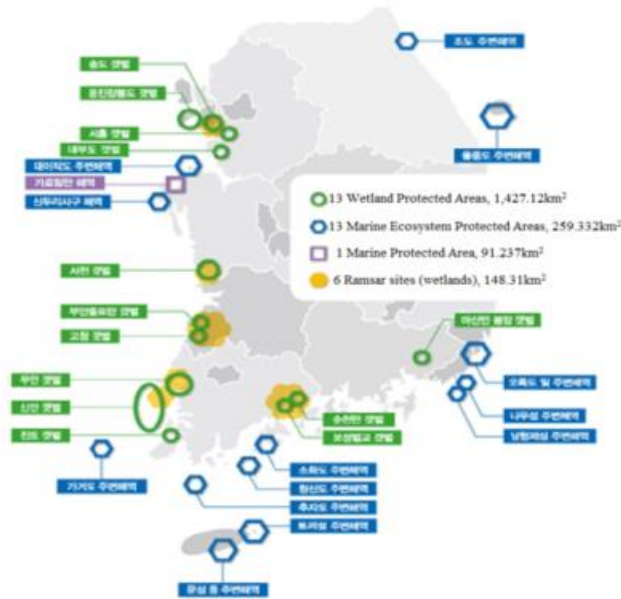 조도 주변해역
송도 갯벌
옹진장봉도 갯벌
시흥 갯벌
대부도 갯벌
울릉도 주변해역
대이작도 주변해역
가로림만 해역
신두리사구 해역
13 Wetland Protected Areas, 1,427.12km²
13 Marine Ecosystem Protected Areas, 259.332km²
1 Marine Protected Area, 91.237km²
6 Ramsar sites (wetlands), 148.31km²
서천 갯벌
부안줄포만 갯벌
고창 갯벌
마산만 봉암 갯벌
무안 갯벌
신안 갯벌
진도 갯벌
오륙도 및 주변해역
나무섬 주변해역
남형제섬 주변해역
순천만 갯벌
보성벌교 갯벌
가거도 주변해역
소화도 주변해역
청산도 주변해역
추자도 주변해역
토끼섬 주변해역
문섬 등 주변해역